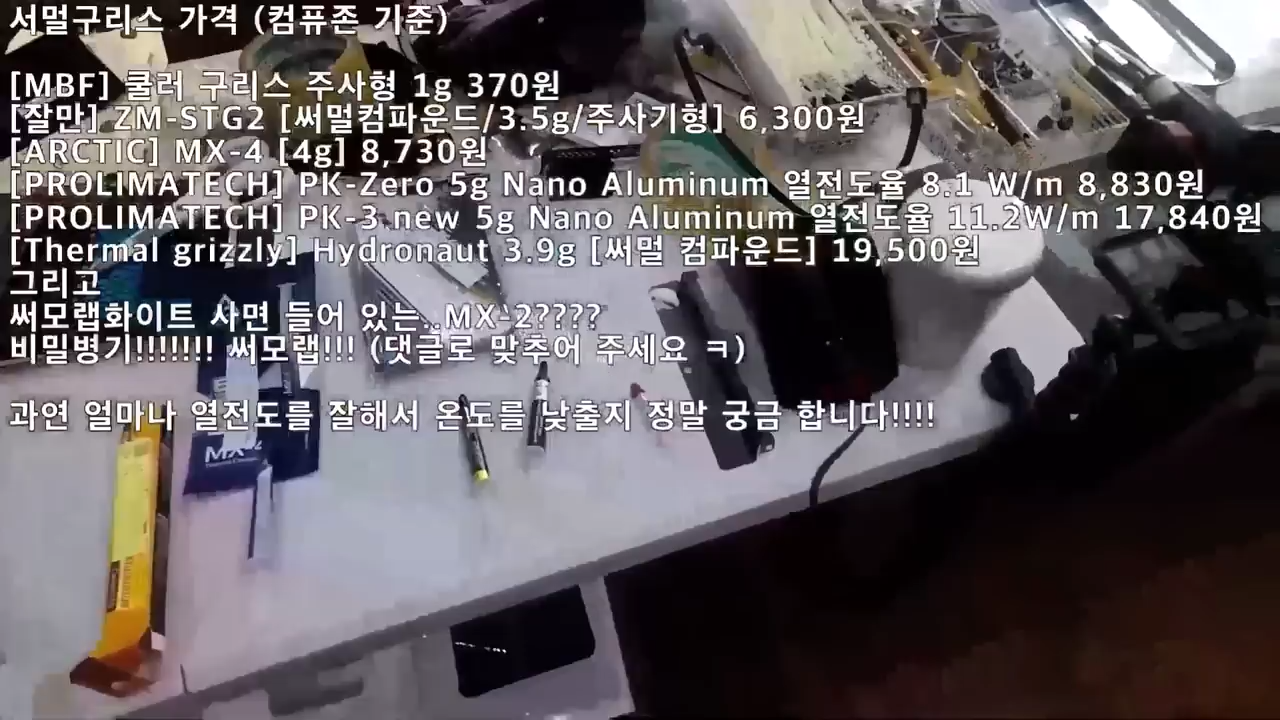 서멀구리스 가격 (컴퓨존 기준)
[MBF] 쿨러 구리스 주사형 1g 370원
[잘만] ZM-STG2 [써멀컴파운드/3.5g/주사기형] 6,300원
[ARCTIC] MX-4 [4g] 8,730원
[PROLIMATECH] PK-Zero 5g Nano Aluminum 열전도율 8.1 W/m 8,830원
[PROLIMATECH] PK-3 new 5g Nano Aluminum 열전도율 11.2W/m 17,840원
[Thermal grizzly] Hydronaut 3.9g [써멀 컴파운드] 19,500원
그리고
써모랩화이트 사면 들어 있는..MX-2????
비밀병기!!!!!!! 써모랩!!! (댓글로 맞추어 주세요 ㅋ)
과연 얼마나 열전도를 잘해서 온도를 낮출지 정말 궁금 합니다!!!!
MX-2